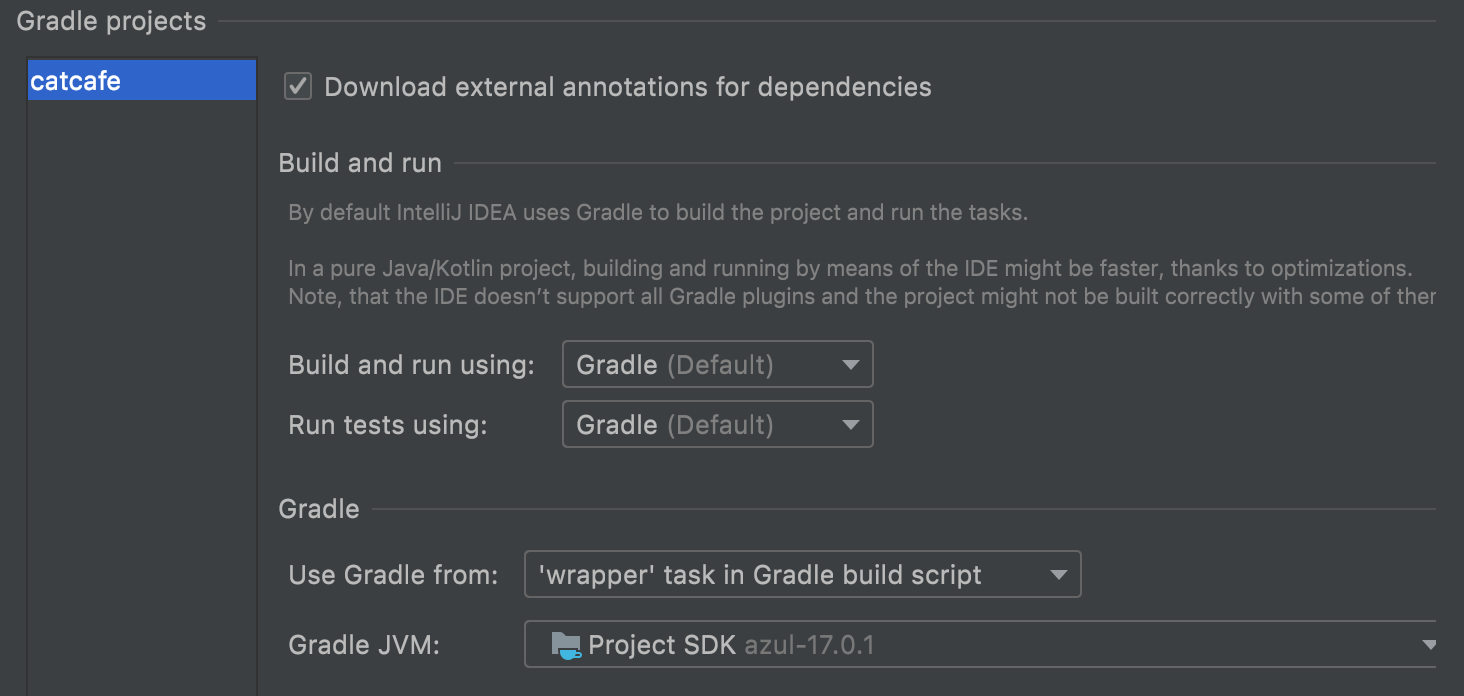 Gradle projects
catcafe
Download external annotations for dependencies
Build and run
By default IntelliJ IDEA uses Gradle to build the project and run the tasks.
In a pure Java/Kotlin project, building and running by means of the IDE might be faster, thanks to optimizations.
Note, that the IDE doesn't support all Gradle plugins and the project might not be built correctly with some of
Build and run using: Gradle (Default)
Run tests using: Gradle (Default)
Gradle
Use Gradle from: 'wrapper' task in Gradle build script
Gradle JVM: Project SDK azul-17.0.1